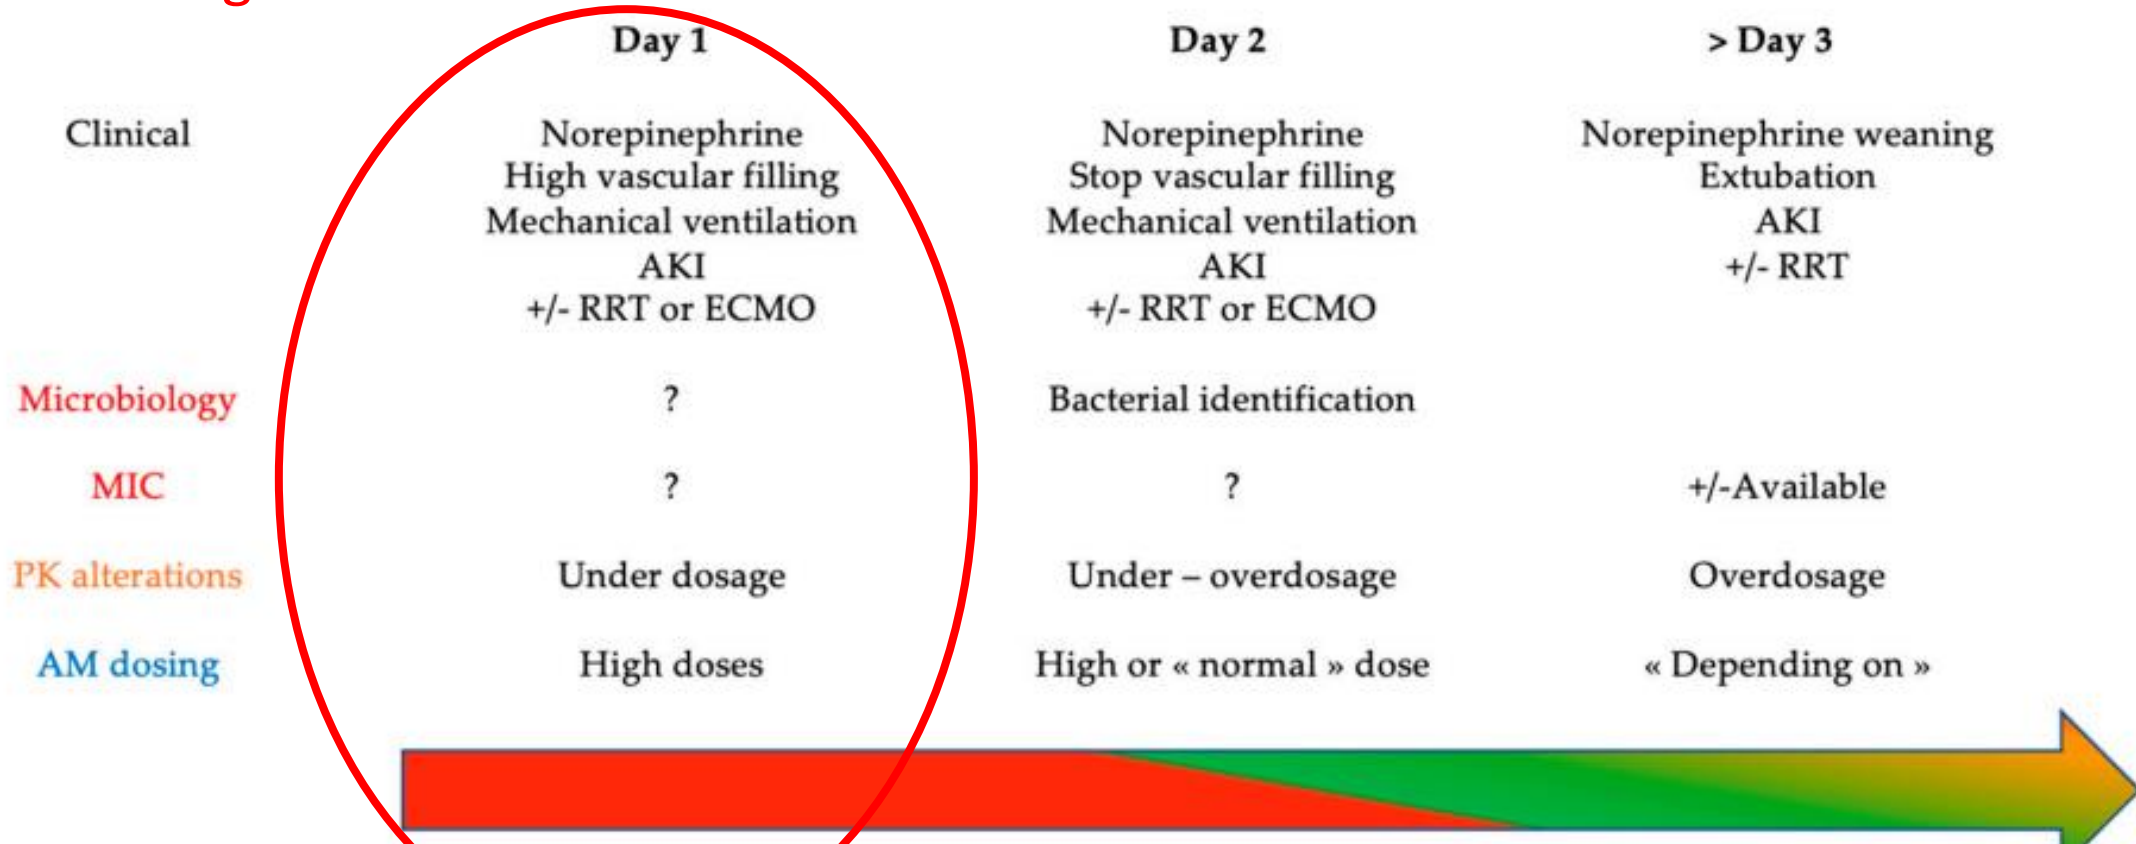 Day 1 Day 2 > Day 3
Clinical Norepinephrine Norepinephrine Norepinephrine weaning
High vascular filling Stop vascular filling Extubation
Mechanical ventilation Mechanical ventilation AKI
AKI AKI +/- RRT
+/- RRT or ECMO +/- RRT or ECMO
Microbiology ? Bacterial identification
MIC ? ? +/-Available
PK alterations Under dosage Under – overdosage Overdosage
AM dosing High doses High or « normal » dose « Depending on »